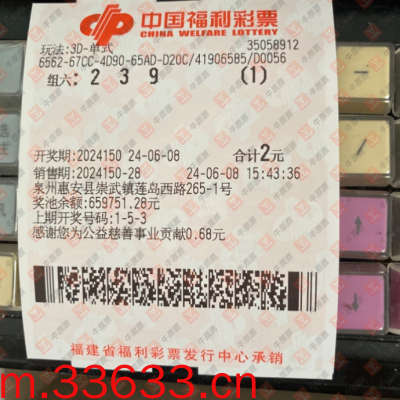 中国福利彩票
CHINA WELFARE LOTTERY
玩法:3D-单式 35058912
6562-67CC-4D90-65AD-D20C/41906585/D0056
组六: 2 3 9 (1)
开奖期:2024150 24-06-08 合计2元
销售期:2024150-28 24-06-08 15:43:36
泉州惠安县崇武镇莲岛西路265-1号
奖池余额:659751.28元
上期开奖号码:1-5-3
感谢您为公益慈善事业贡献0.68元
福建省福利彩票发行中心承销
m.33633.cn